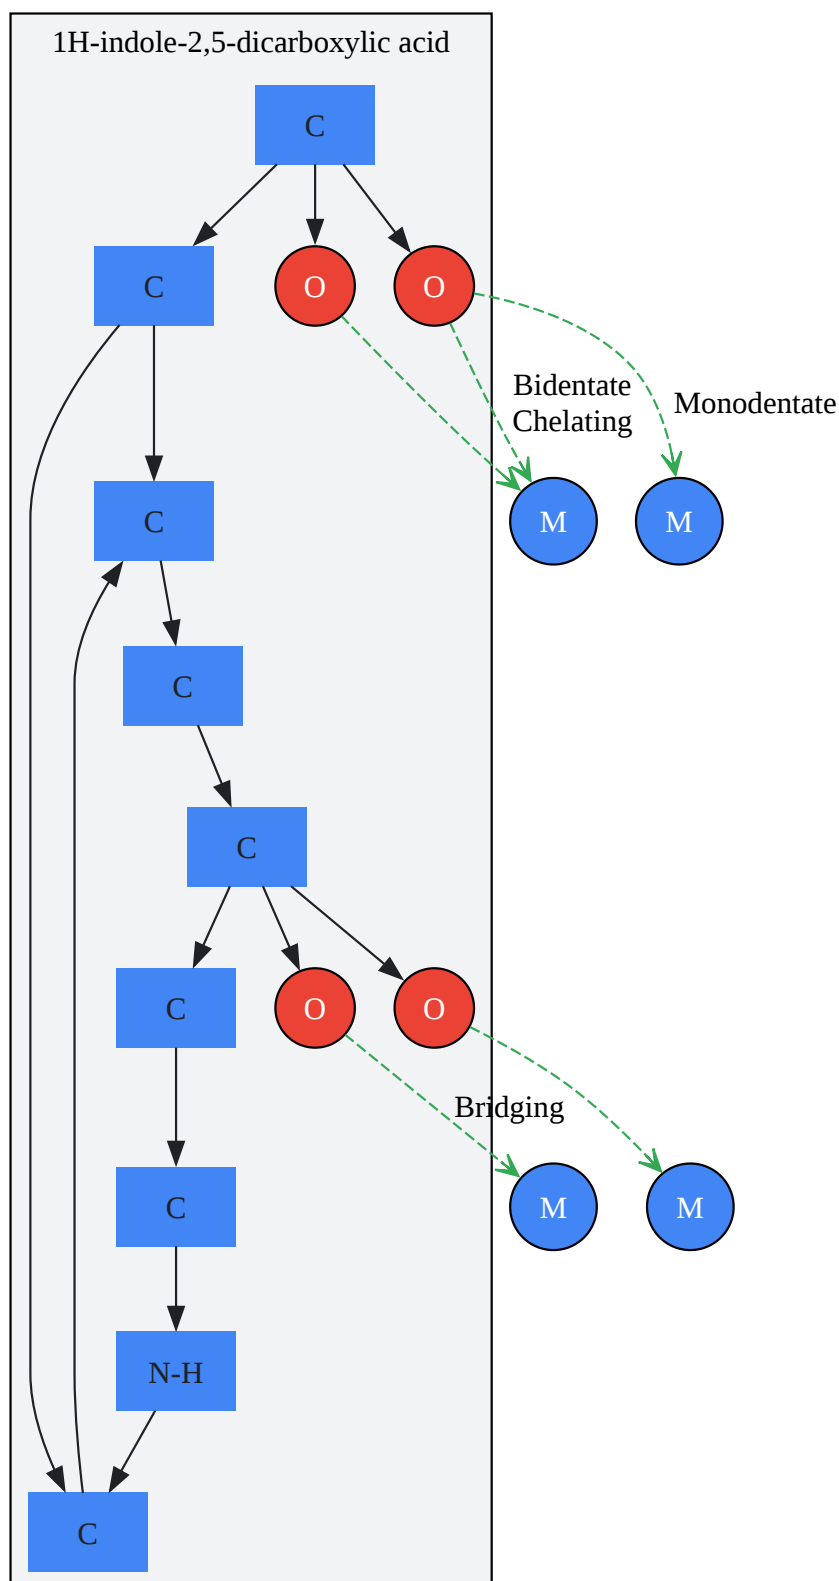 1H-indole-2,5-dicarboxylic acid
C
C
O
O
Bidentate
Chelating
Monodentate
C
M
M
C
C
C
O
O
Bridging
C
M
M
N-H
C